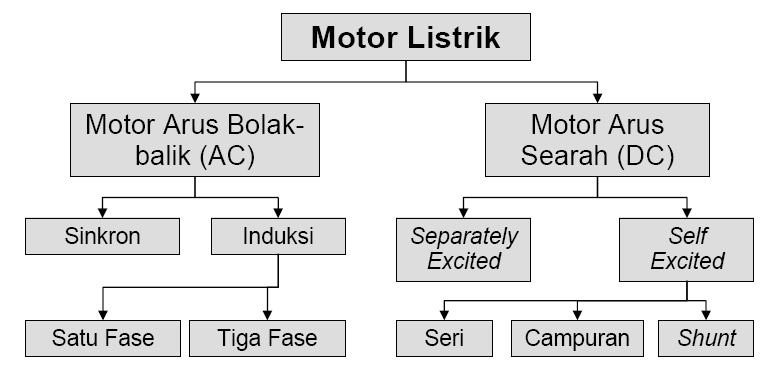 Motor Listrik
Motor Arus Bolak-
balik (AC)
Motor Arus
Searah (DC)
Sinkron
Induksi
Separately
Excited
Self
Excited
Satu Fase
Tiga Fase
Seri
Campuran
Shunt